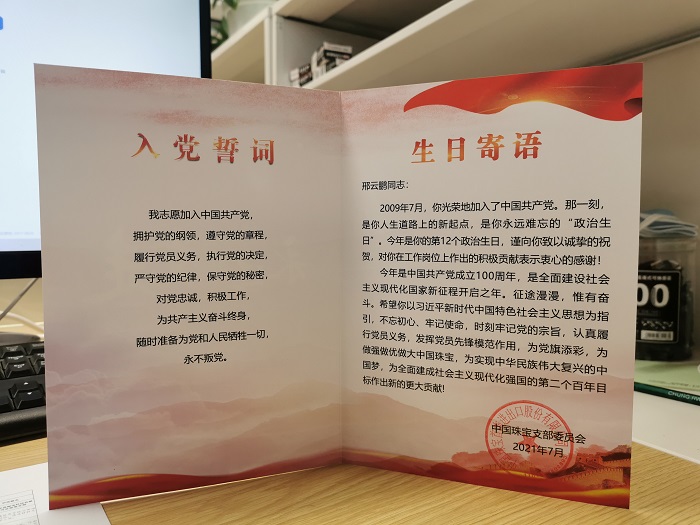 入党誓词
我志愿加入中国共产党，
拥护党的纲领，遵守党的章程，
履行党员义务，执行党的决定，
严守党的纪律，保守党的秘密，
对党忠诚，积极工作，
为共产主义奋斗终身，
随时准备为党和人民牺牲一切，
永不叛党。
生日寄语
邢云鹏同志：
2009年7月，你光荣地加入了中国共产党。那一刻，
是你人生道路上的新起点，是你永远难忘的“政治生
日”。今年是你的第12个政治生日，谨向你致以诚挚的祝
贺，对你在工作岗位上作出的积极贡献表示衷心的感谢！
今年是中国共产党成立100周年，是全面建设社会
主义现代化国家新征程开启之年。征途漫漫，惟有奋
斗。希望你以习近平新时代中国特色社会主义思想为指
引，不忘初心、牢记使命，时刻牢记党的宗旨，认真履
行党员义务，发挥党员先锋模范作用，为党旗添彩，为
做强做优做大中国珠宝，为实现中华民族伟大复兴的中
国梦，为全面建成社会主义现代化强国的第二个百年目
标作出新的更大贡献！
中国珠宝支部委员会
2021年7月
进出口股份有限
00
CHUNG